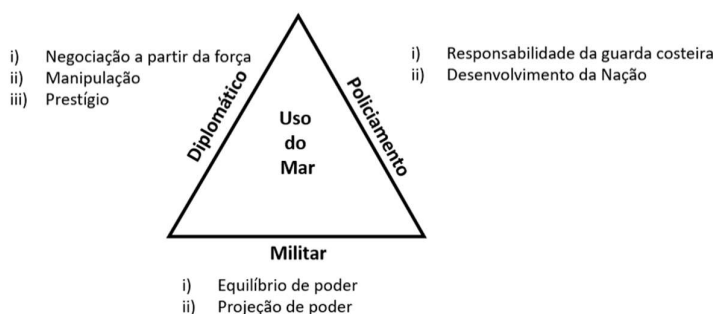 i) Negociação a partir da força
ii) Manipulação
iii) Prestígio
i) Responsabilidade da guarda costeira
ii) Desenvolvimento da Nação
Diplomático
Policiamento
Uso
do
Mar
Militar
i) Equilíbrio de poder
ii) Projeção de poder